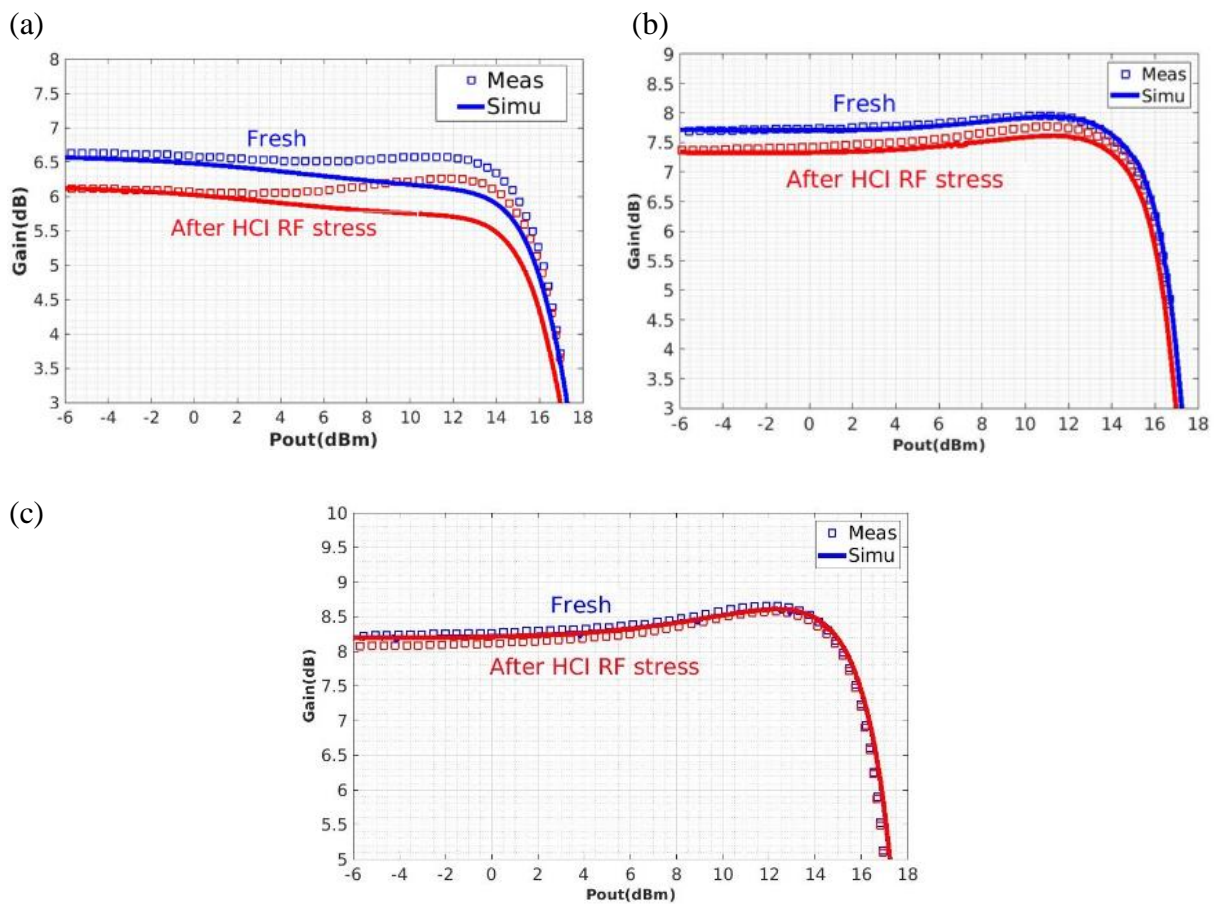 (a)
8
7.5
7
6.5
6
5.5
5
4.5
4
3.5
3
Gain(dB)
Meas
Simu
Fresh
After HCI RF stress
-6 -4 -2 0 2 4 6 8 10 12 14 16 18
Pout(dBm)
(b)
9
8.5
8
7.5
7
6.5
6
5.5
5
4.5
4
3.5
3
Gain(dB)
Meas
Simu
Fresh
After HCI RF stress
-6 -4 -2 0 2 4 6 8 10 12 14 16 18
Pout(dBm)
(c)
10
9.5
9
8.5
8
7.5
7
6.5
6
5.5
5
Gain(dB)
Meas
Simu
Fresh
After HCI RF stress
-6 -4 -2 0 2 4 6 8 10 12 14 16 18
Pout(dBm)